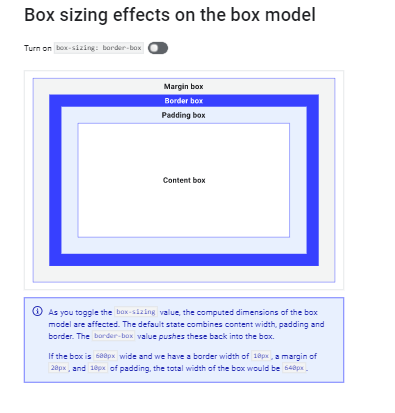 Box sizing effects on the box model
Turn on box-sizing: border-box
Margin box
Border box
Padding box
Content box
As you toggle the box-sizing value, the computed dimensions of the box
model are affected. The default state combines content width, padding and
border. The border-box value pushes these back into the box.
If the box is 600px wide and we have a border width of 10px, a margin of
20px, and 10px of padding, the total width of the box would be 640px.